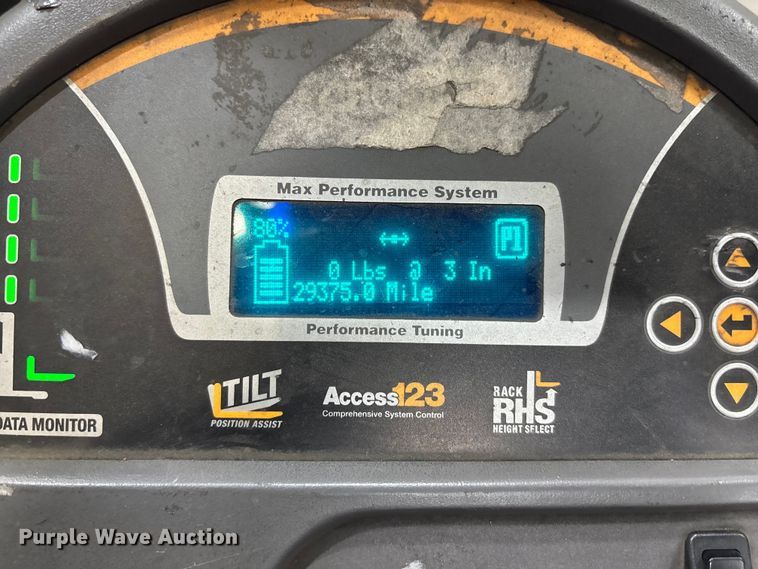 Max Performance System
80%
P1
0 Lbs @ 3 In
29375.0 Mile
Performance Tuning
TILT
POSITION ASSIST
Access123
Comprehensive System Control
RACK
RHS
HEIGHT SELECT
DATA MONITOR
Purple Wave Auction